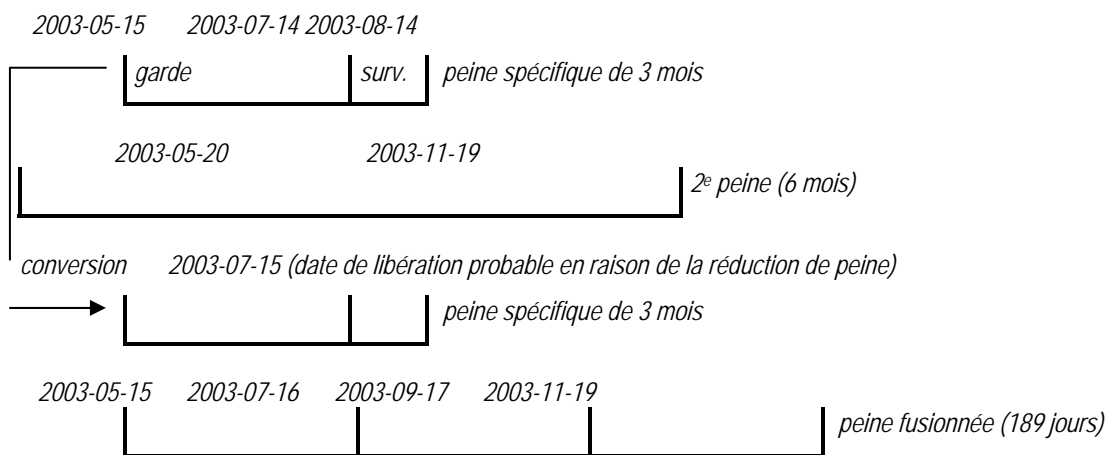 2003-05-15 2003-07-14 2003-08-14
garde surv. peine spécifique de 3 mois
2003-05-20 2003-11-19
2e peine (6 mois)
conversion 2003-07-15 (date de libération probable en raison de la réduction de peine)
peine spécifique de 3 mois
2003-05-15 2003-07-16 2003-09-17 2003-11-19
peine fusionnée (189 jours)